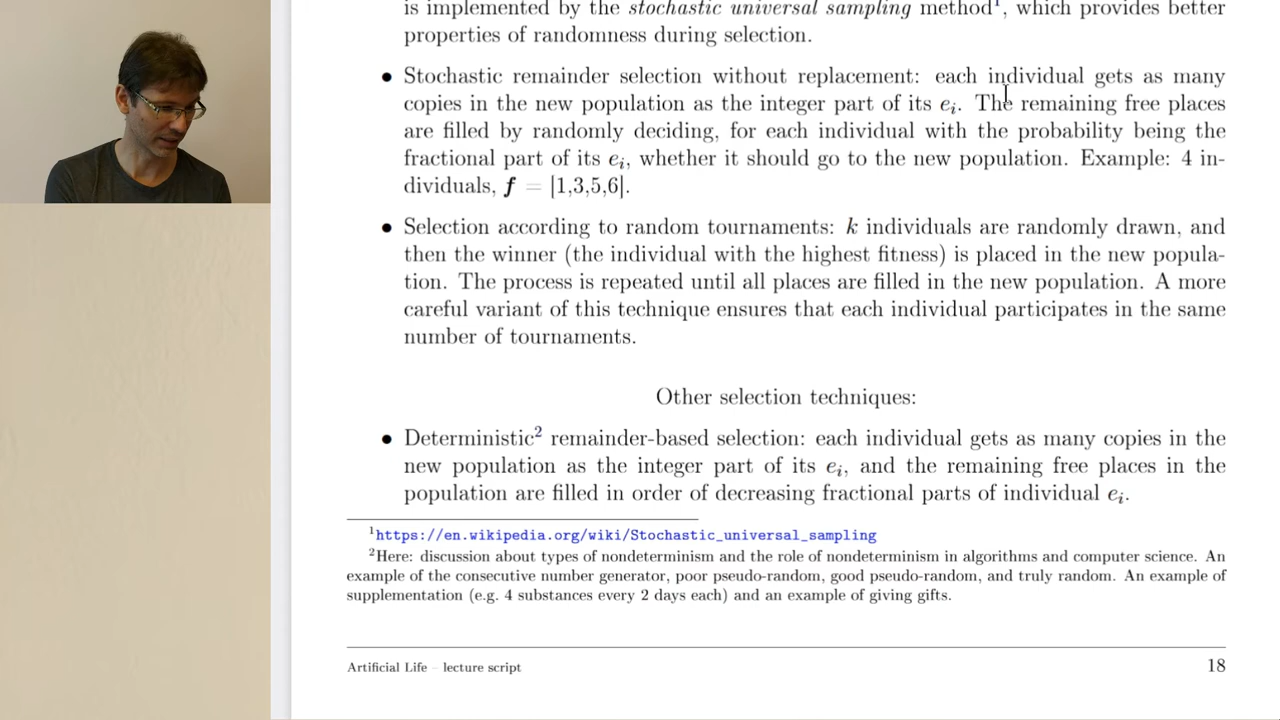 is implemented by the stochastic universal sampling method¹, which provides better
properties of randomness during selection.
• Stochastic remainder selection without replacement: each individual gets as many
copies in the new population as the integer part of its eᵢ. The remaining free places
are filled by randomly deciding, for each individual with the probability being the
fractional part of its eᵢ, whether it should go to the new population. Example: 4 in-
dividuals, f = [1,3,5,6].
• Selection according to random tournaments: k individuals are randomly drawn, and
then the winner (the individual with the highest fitness) is placed in the new popula-
tion. The process is repeated until all places are filled in the new population. A more
careful variant of this technique ensures that each individual participates in the same
number of tournaments.
Other selection techniques:
• Deterministic² remainder-based selection: each individual gets as many copies in the
new population as the integer part of its eᵢ, and the remaining free places in the
population are filled in order of decreasing fractional parts of individual eᵢ.
¹https://en.wikipedia.org/wiki/Stochastic_universal_sampling
²Here: discussion about types of nondeterminism and the role of nondeterminism in algorithms and computer science. An
example of the consecutive number generator, poor pseudo-random, good pseudo-random, and truly random. An example of
supplementation (e.g. 4 substances every 2 days each) and an example of giving gifts.
Artificial Life – lecture script 18